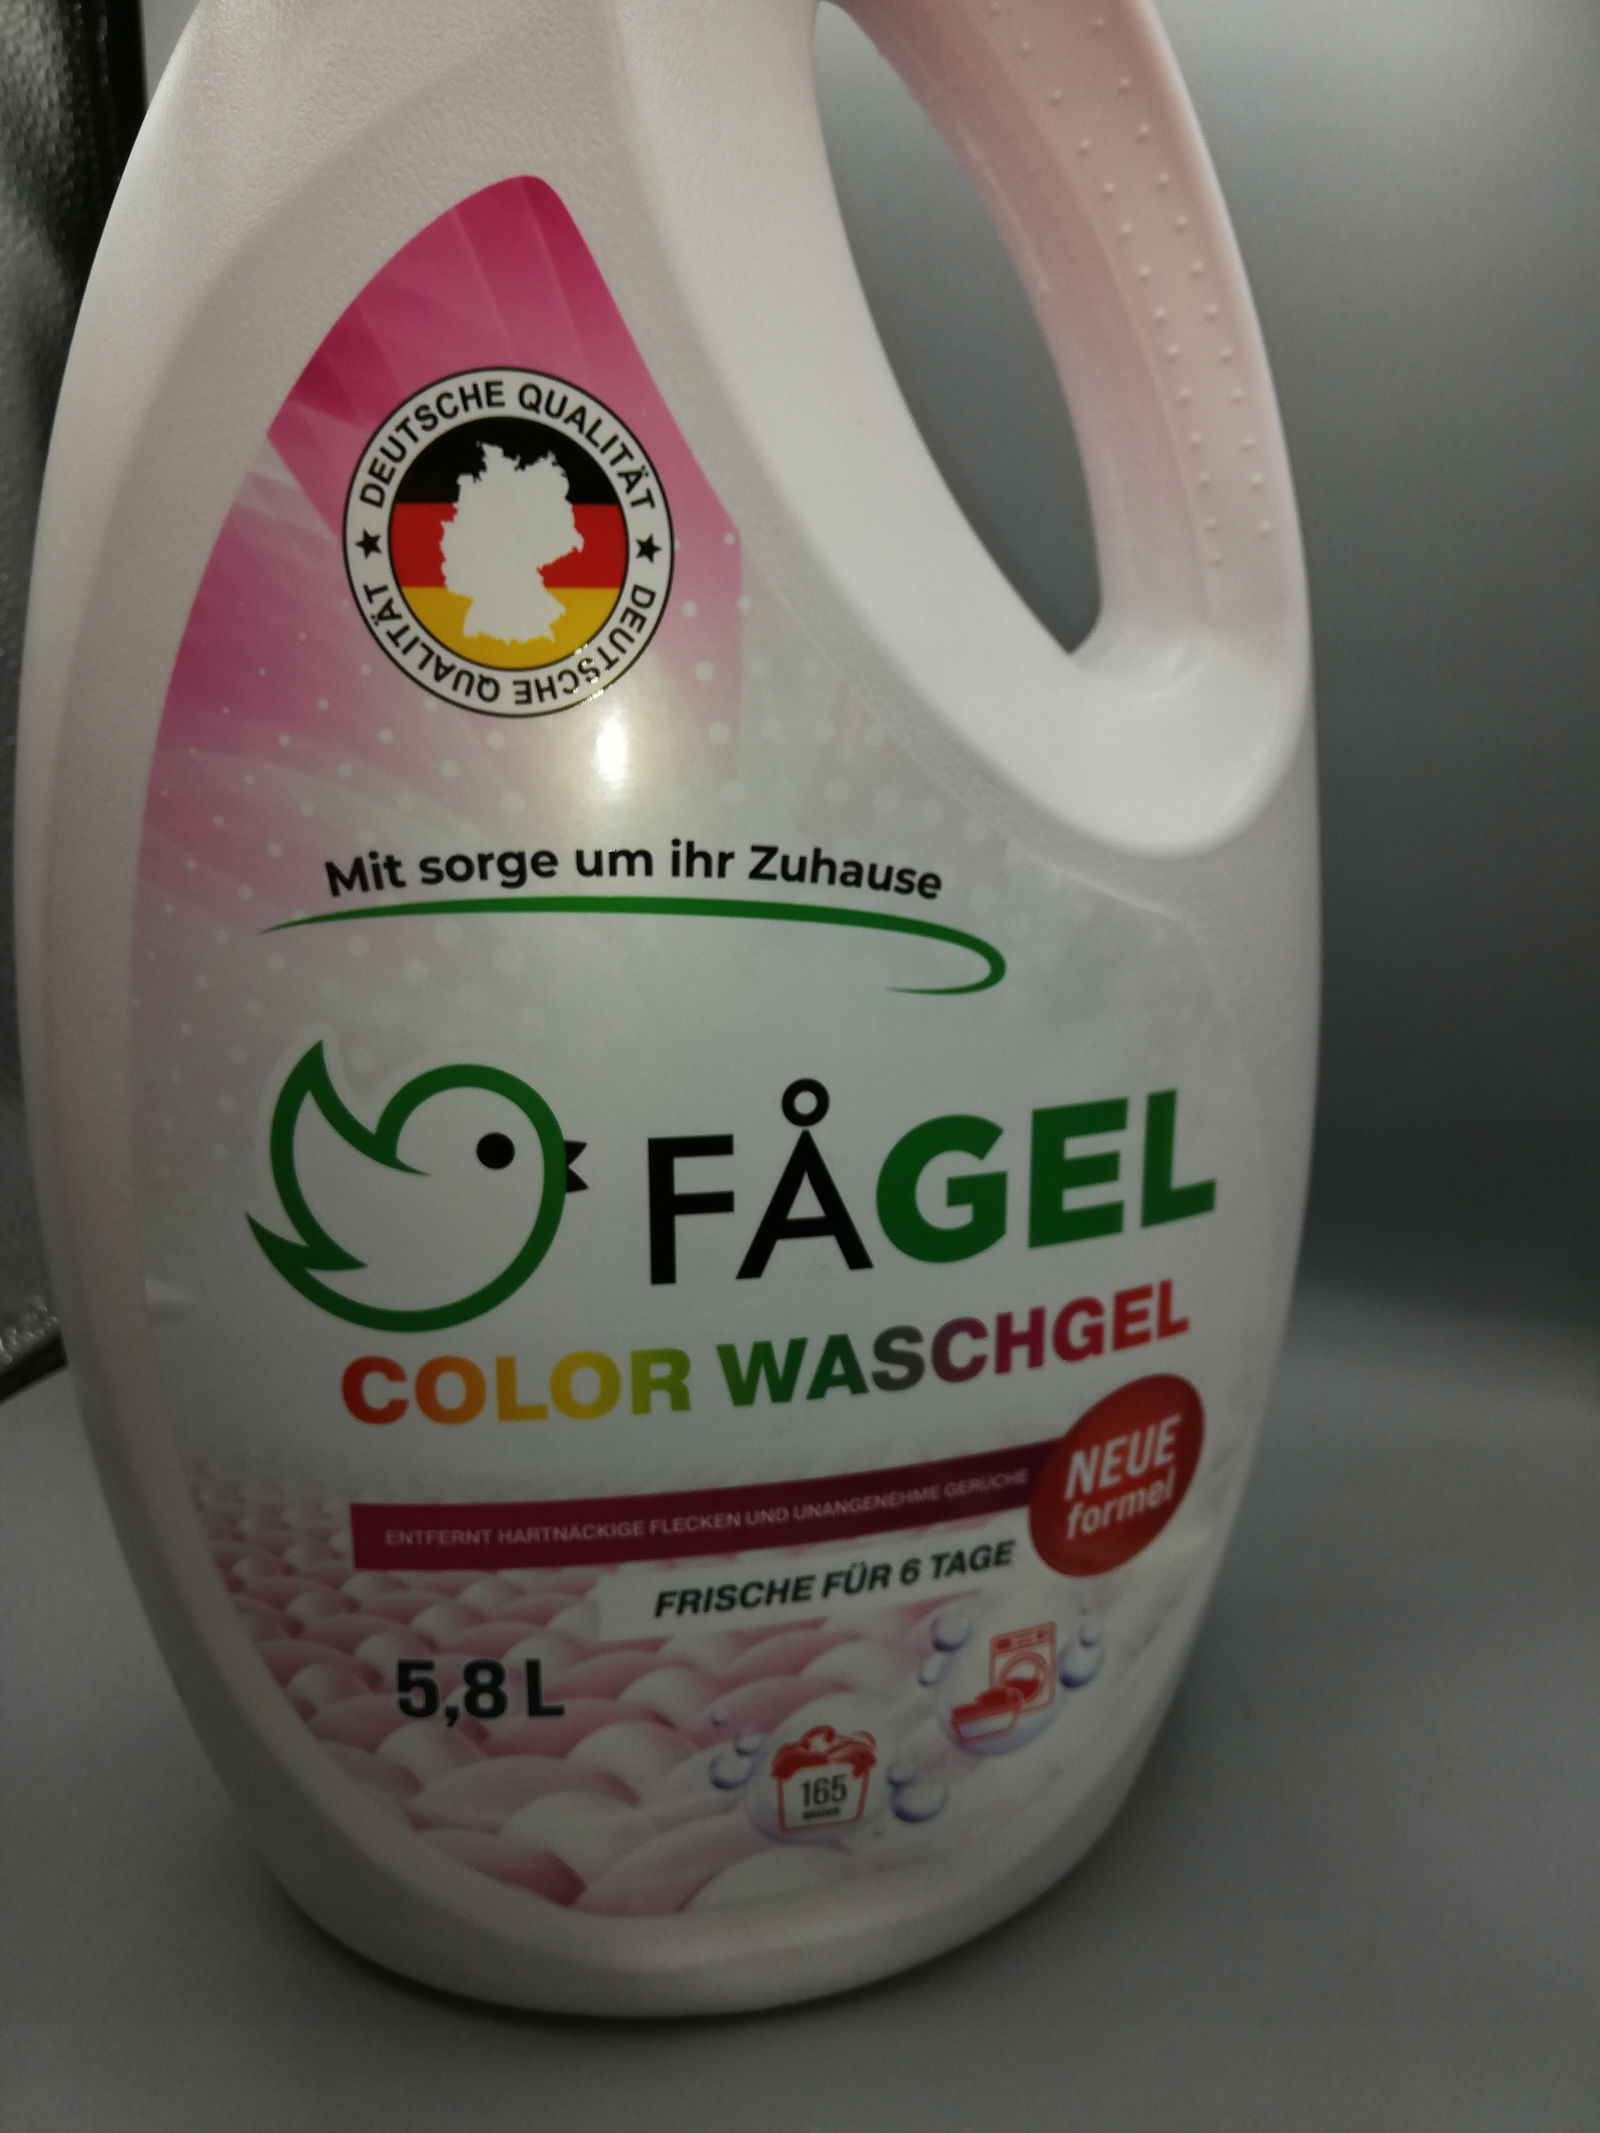 DEUTSCHE QUALITÄT
DEUTSCHE QUALITÄT
Mit sorge um ihr Zuhause
FÅGEL
COLOR WASCHGEL
NEUE
formel
ENTFERNT HARTNÄCKIGE FLECKEN UND UNANGENEHME GERÜCHE
FRISCHE FÜR 6 TAGE
5,8 L
165